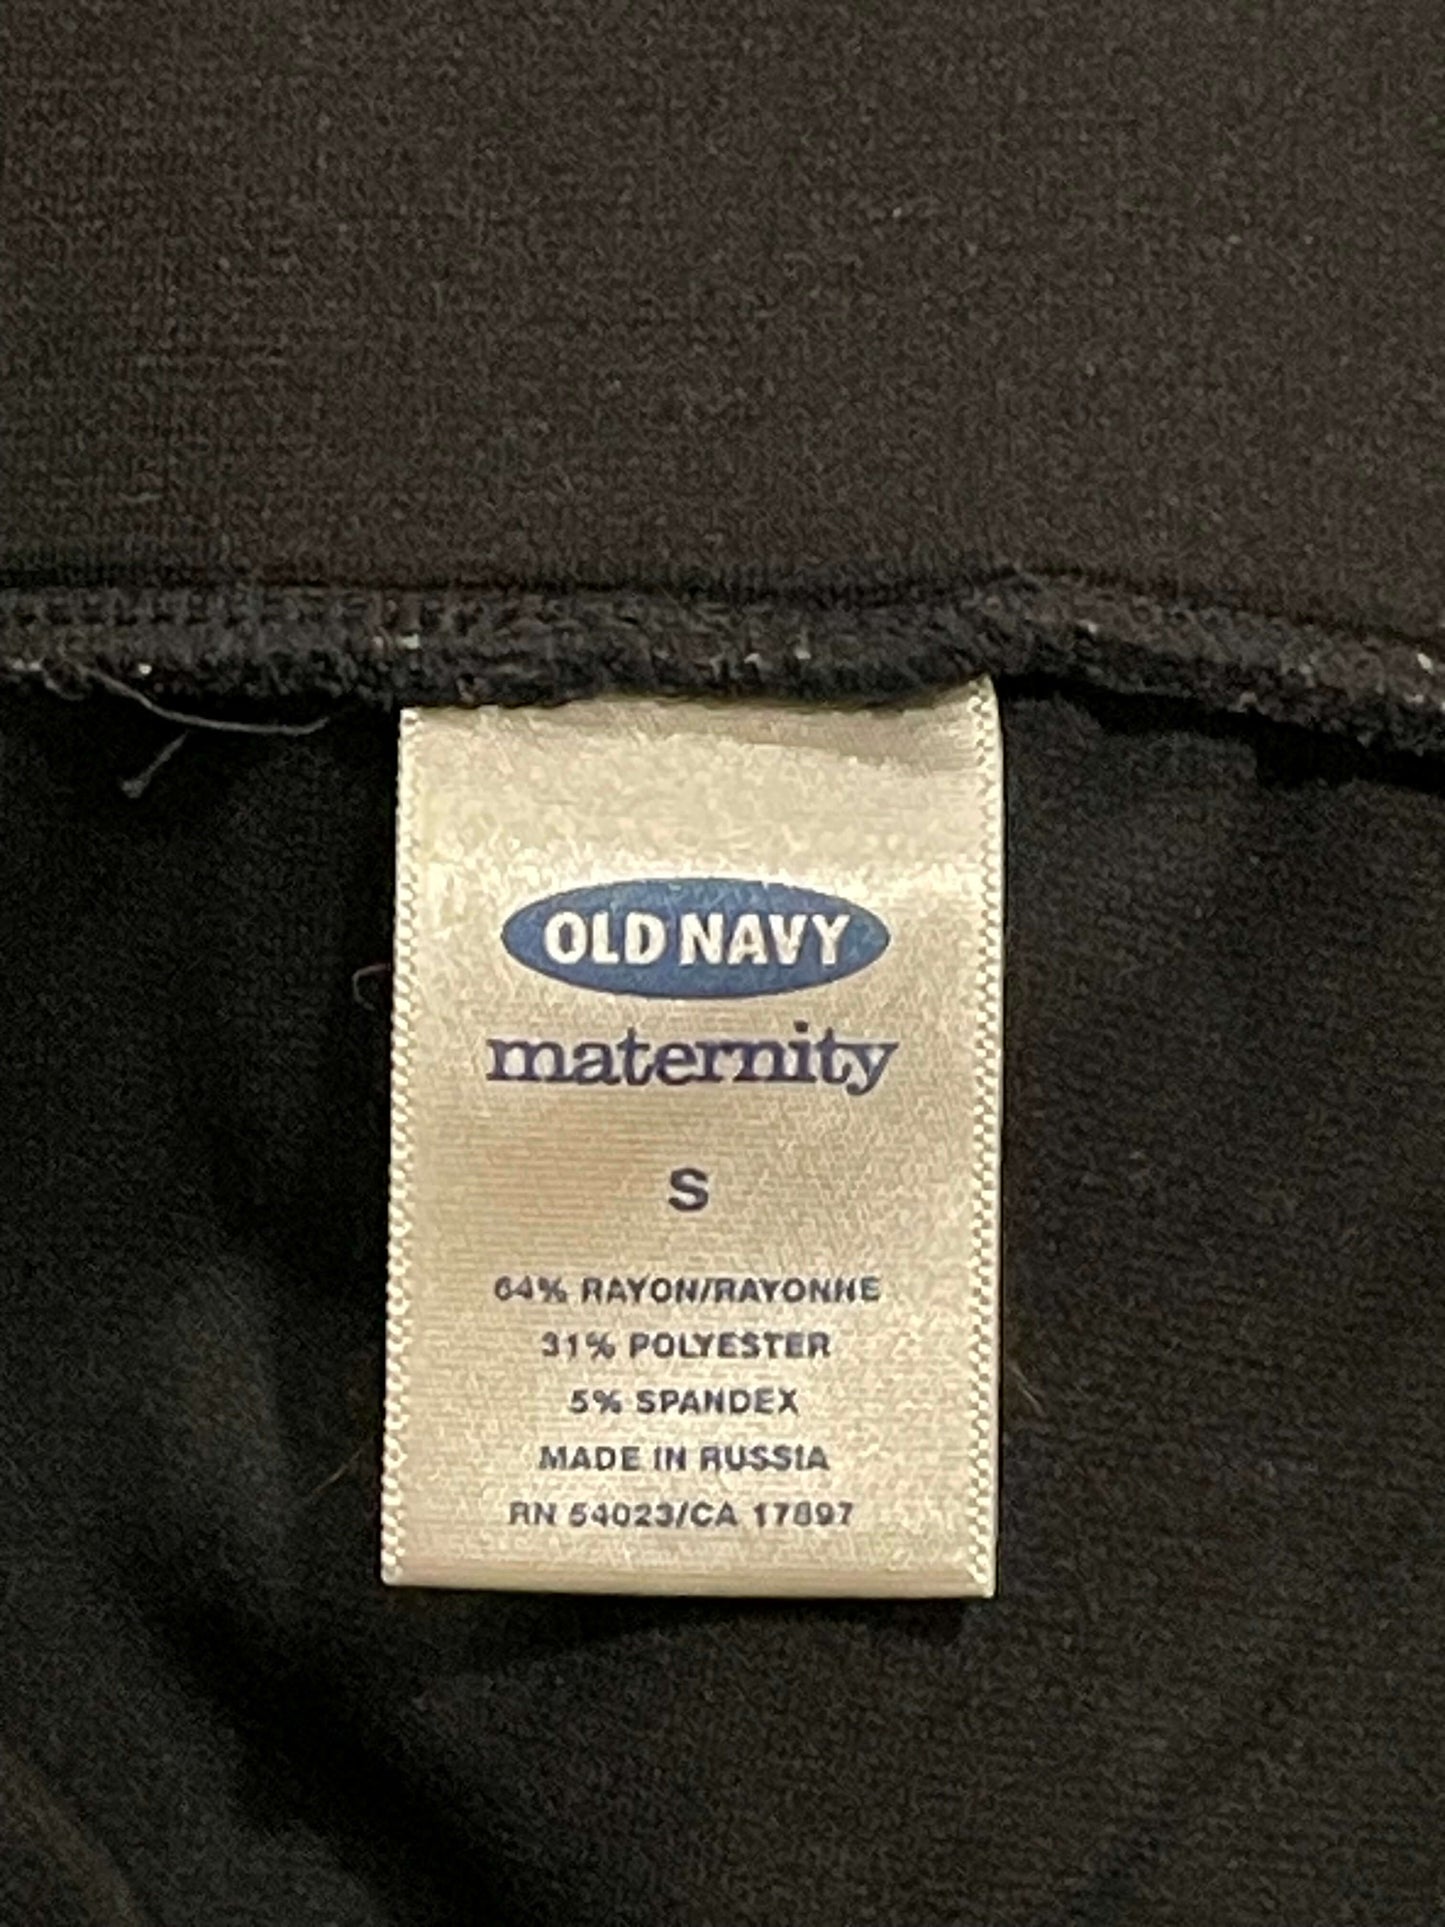 OLD NAVY
maternity
S
64% RAYON/RAYONNE
31% POLYESTER
5% SPANDEX
MADE IN RUSSIA
RN 54023/CA 17897